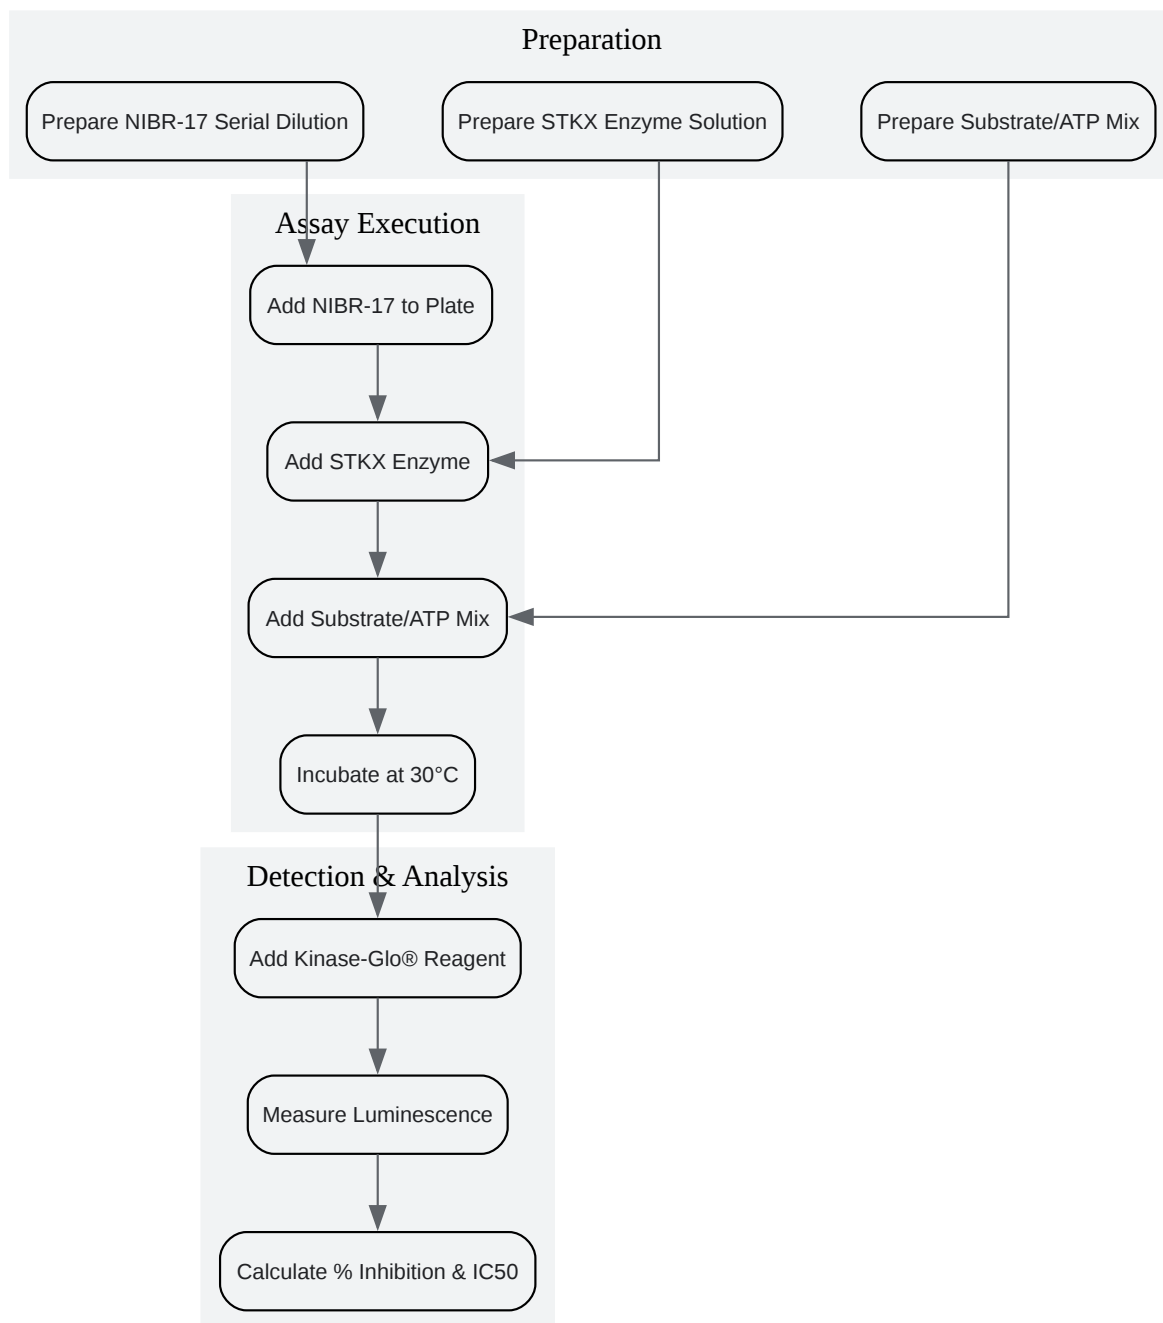 Preparation
Prepare NIBR-17 Serial Dilution
Prepare STKX Enzyme Solution
Prepare Substrate/ATP Mix
Assay Execution
Add NIBR-17 to Plate
Add STKX Enzyme
Add Substrate/ATP Mix
Incubate at 30°C
Detection & Analysis
Add Kinase-Glo® Reagent
Measure Luminescence
Calculate % Inhibition & IC50